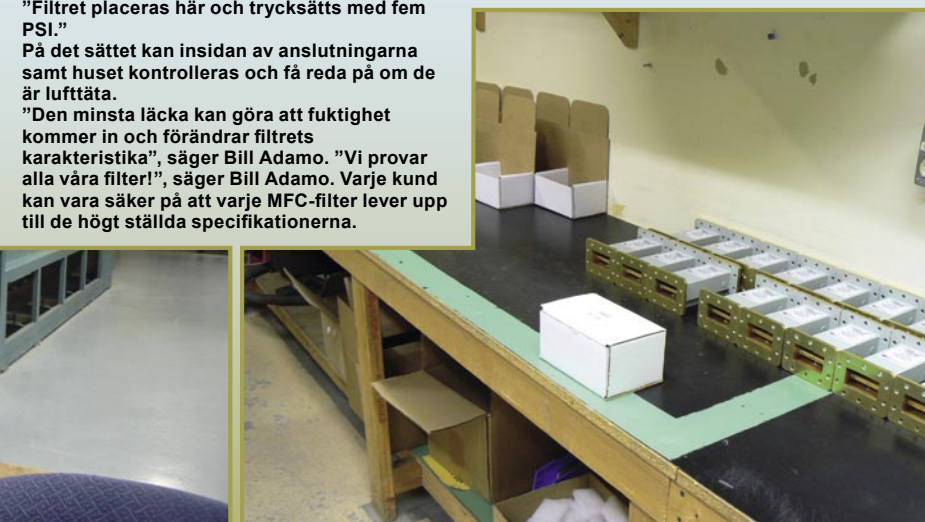 ”Filtret placeras här och trycksätts med fem
PSI.”
På det sättet kan insidan av anslutningarna
samt huset kontrolleras och få reda på om de
är lufttäta.
”Den minsta läcka kan göra att fuktighet
kommer in och förändrar filtrets
karakteristika”, säger Bill Adamo. ”Vi provar
alla våra filter!”, säger Bill Adamo. Varje kund
kan vara säker på att varje MFC-filter lever upp
till de högt ställda specifikationerna.